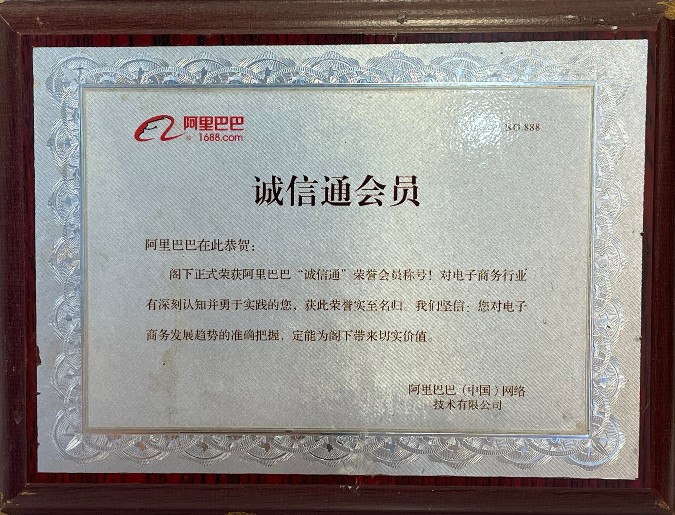 阿里巴巴
1688.com
NO.888
诚信通会员
阿里巴巴在此恭贺：
阁下正式荣获阿里巴巴“诚信通”荣誉会员称号！对电子商务行业
有深刻认知并勇于实践的您，获此荣誉实至名归。我们坚信：您对电子
商务发展趋势的准确把握，定能为阁下带来切实价值。
阿里巴巴（中国）网络
技术有限公司